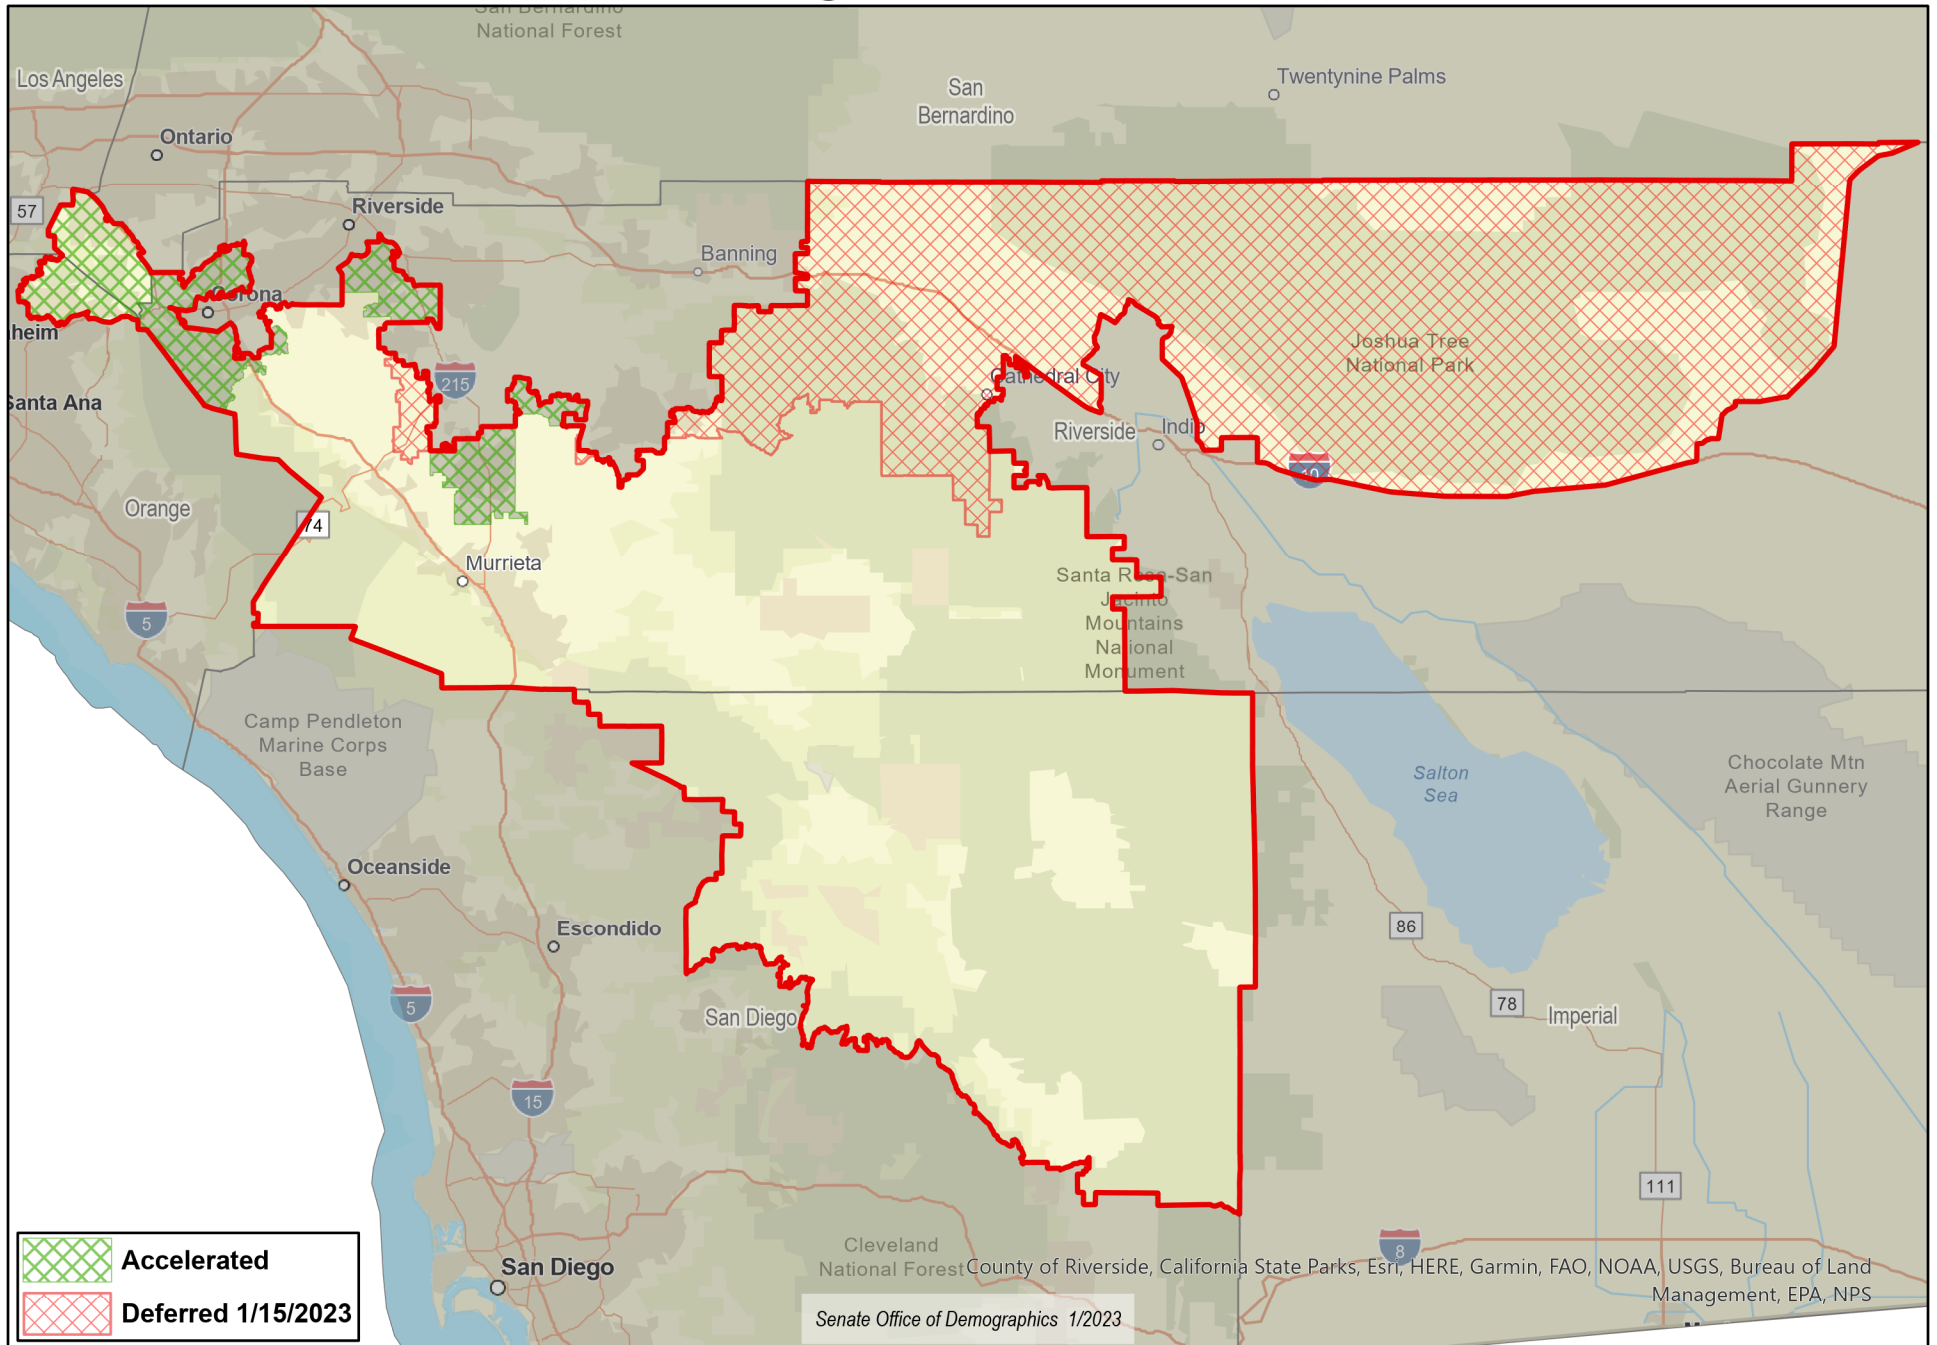 San Bernardino
National Forest
Los Angeles
Twentynine Palms
San
Bernardino
Ontario
57
Riverside
Banning
Corona
heim
Joshua Tree
National Park
215
Cathedral City
Santa Ana
Riverside
Indio
10
Orange
74
Murrieta
Santa Rosa-San
Jacinto
Mountains
National
Monument
5
Camp Pendleton
Marine Corps
Base
Salton
Sea
Chocolate Mtn
Aerial Gunnery
Range
Oceanside
Escondido
86
5
San Diego
78
Imperial
15
111
Cleveland
National Forest
8
San Diego
County of Riverside, California State Parks, Esri, HERE, Garmin, FAO, NOAA, USGS, Bureau of Land
Management, EPA, NPS
Accelerated
Deferred 1/15/2023
Senate Office of Demographics 1/2023